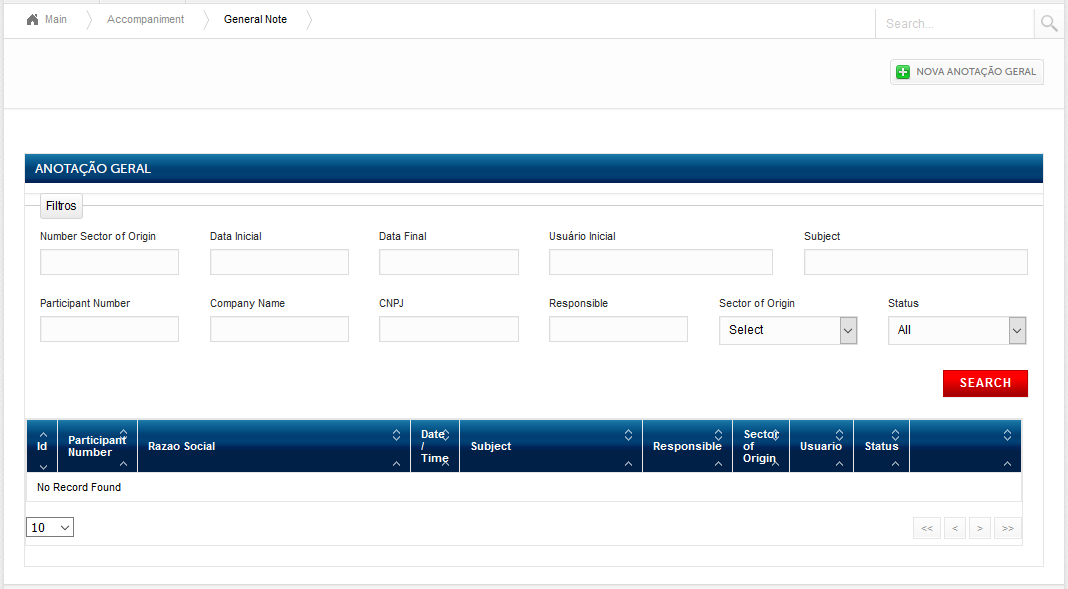 Main Accompaniment General Note Search...
NOVA ANOTAÇÃO GERAL
ANOTAÇÃO GERAL
Filtros
Number Sector of Origin Data Inicial Data Final Usuário Inicial Subject
Participant Number Company Name CNPJ Responsible Sector of Origin Status
Select All
SEARCH
Id Participant Number Razao Social Date / Time Subject Responsible Sector of Origin Usuario Status
No Record Found
10 << < > >>